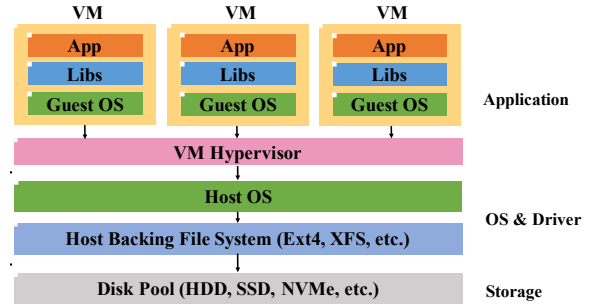 VM VM VM
App App App
Libs Libs Libs
Guest OS Guest OS Guest OS
Application
VM Hypervisor
Host OS
OS & Driver
Host Backing File System (Ext4, XFS, etc.)
Disk Pool (HDD, SSD, NVMe, etc.)
Storage